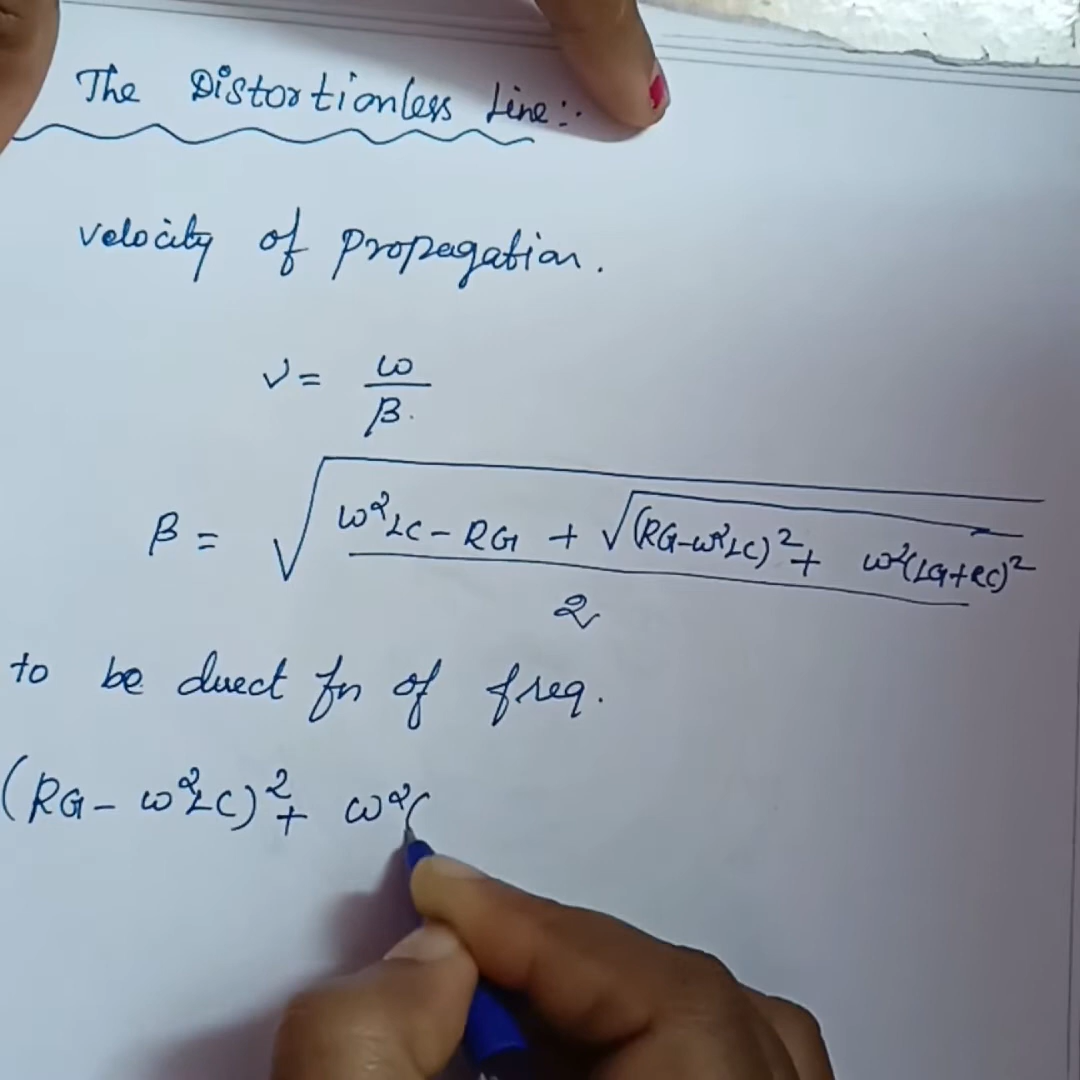 The Distortionless Line:-
velocity of propagation.
v = ω/β.
β = √((ω²LC - RG + √((RG-ω²LC)² + ω²(LG+RC)²))/2)
to be direct fn of freq.
(RG - ω²LC)² + ω²(